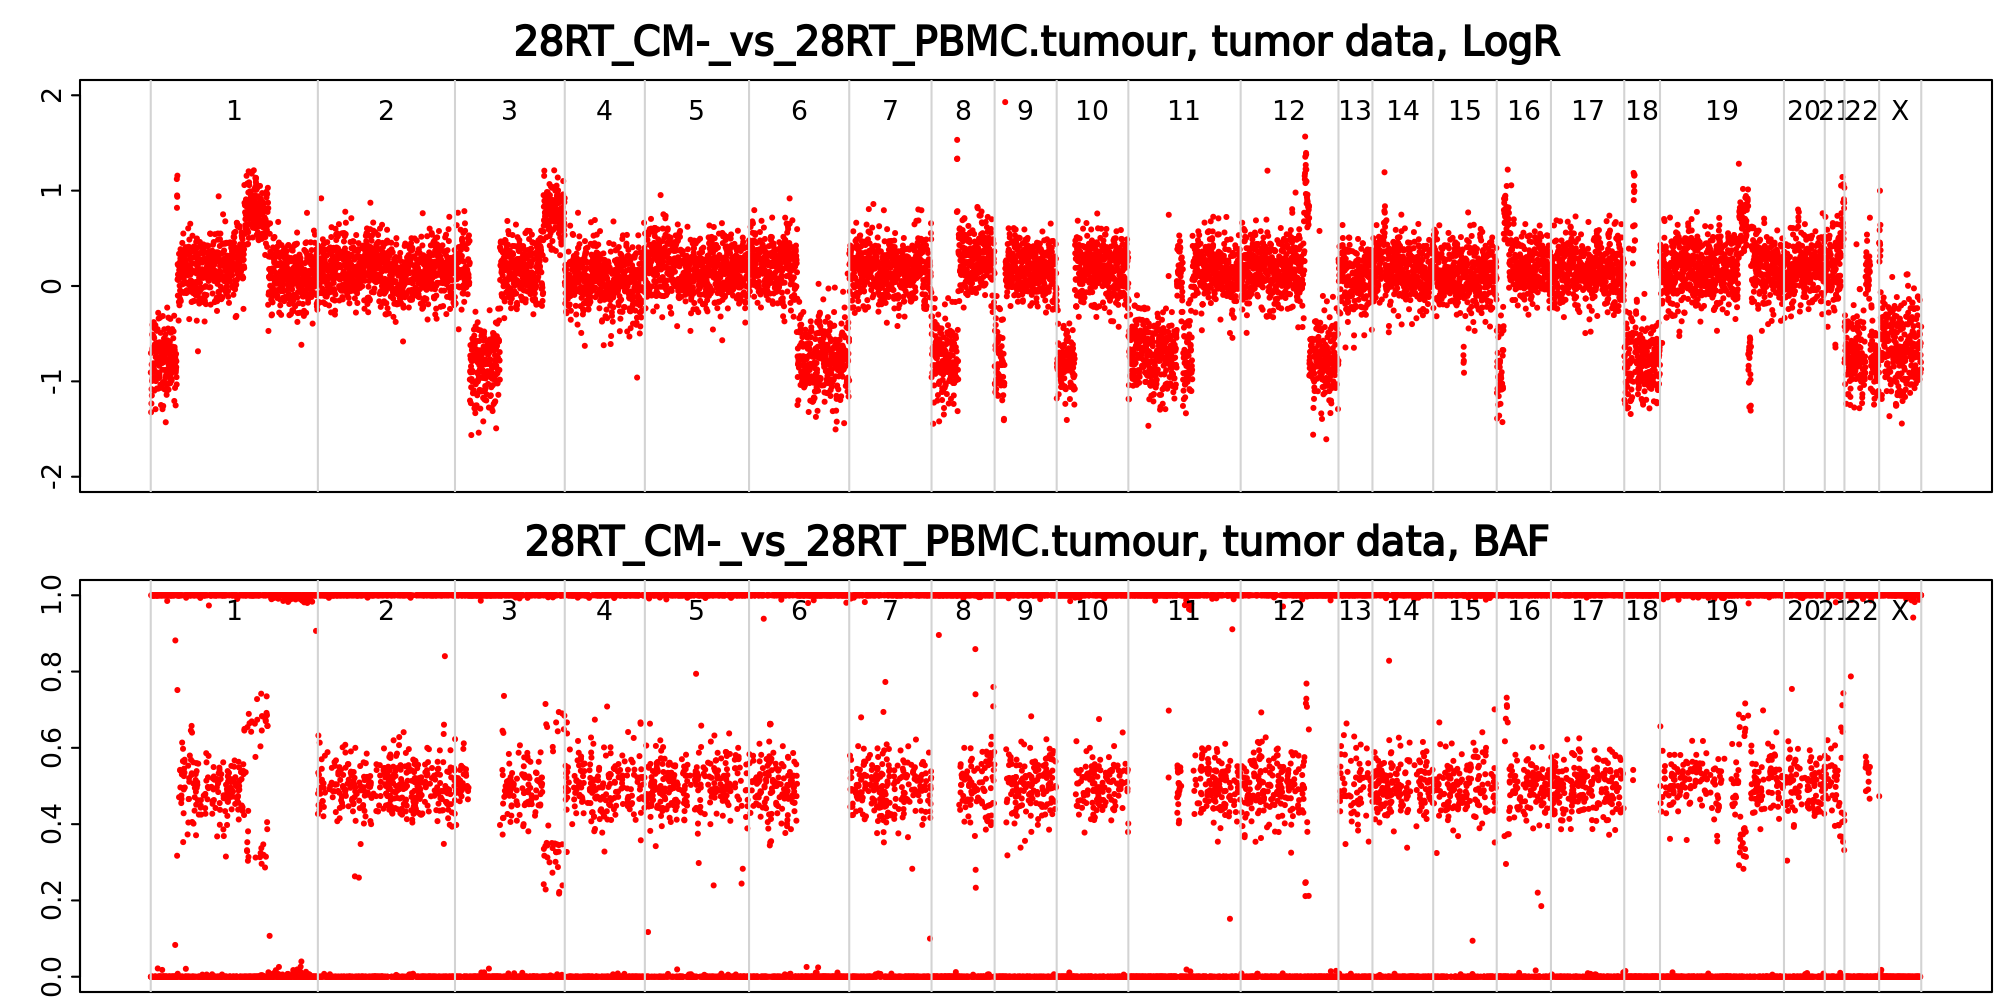 28RT_CM-_vs_28RT_PBMC.tumour, tumor data, LogR
2
1
0
-1
-2
1 2 3 4 5 6 7 8 9 10 11 12 13 14 15 16 17 18 19 20 21 22 X
28RT_CM-_vs_28RT_PBMC.tumour, tumor data, BAF
1.0
0.8
0.6
0.4
0.2
0.0
1 2 3 4 5 6 7 8 9 10 11 12 13 14 15 16 17 18 19 20 21 22 X